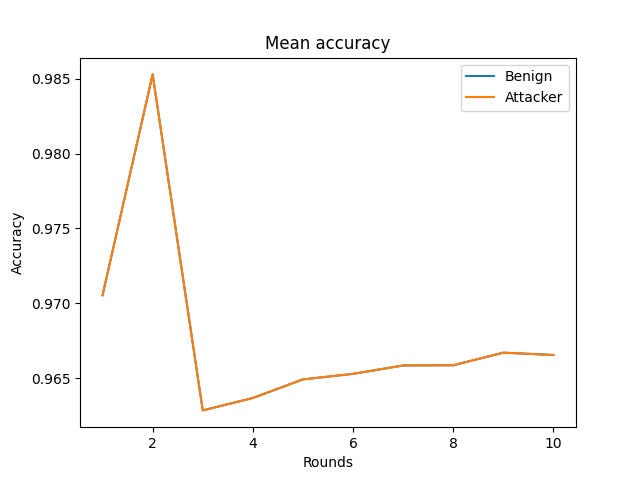 Mean accuracy
Benign
Attacker
0.985
0.980
0.975
0.970
0.965
Accuracy
2 4 6 8 10
Rounds